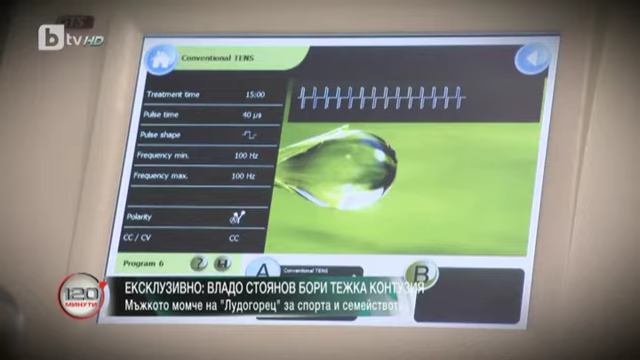 bTV HD
Conventional TENS
Treatment time 15:00
Pulse time 40 µs
Pulse shape
Frequency min. 100 Hz
Frequency max. 100 Hz
Polarity
CC / CV CC
Program 6 ?
A Conventional TENS
B
120 МИНУТИ
ЕКСКЛУЗИВНО: ВЛАДО СТОЯНОВ БОРИ ТЕЖКА КОНТУЗИЯ
Мъжкото момче на "Лудогорец" за спорта и семейството